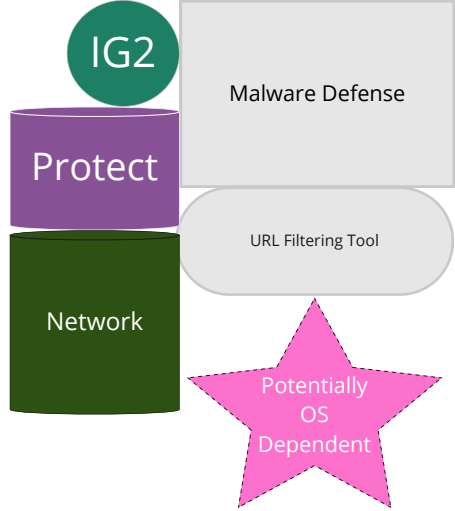 IG2
Malware Defense
Protect
URL Filtering Tool
Network
Potentially
OS
Dependent